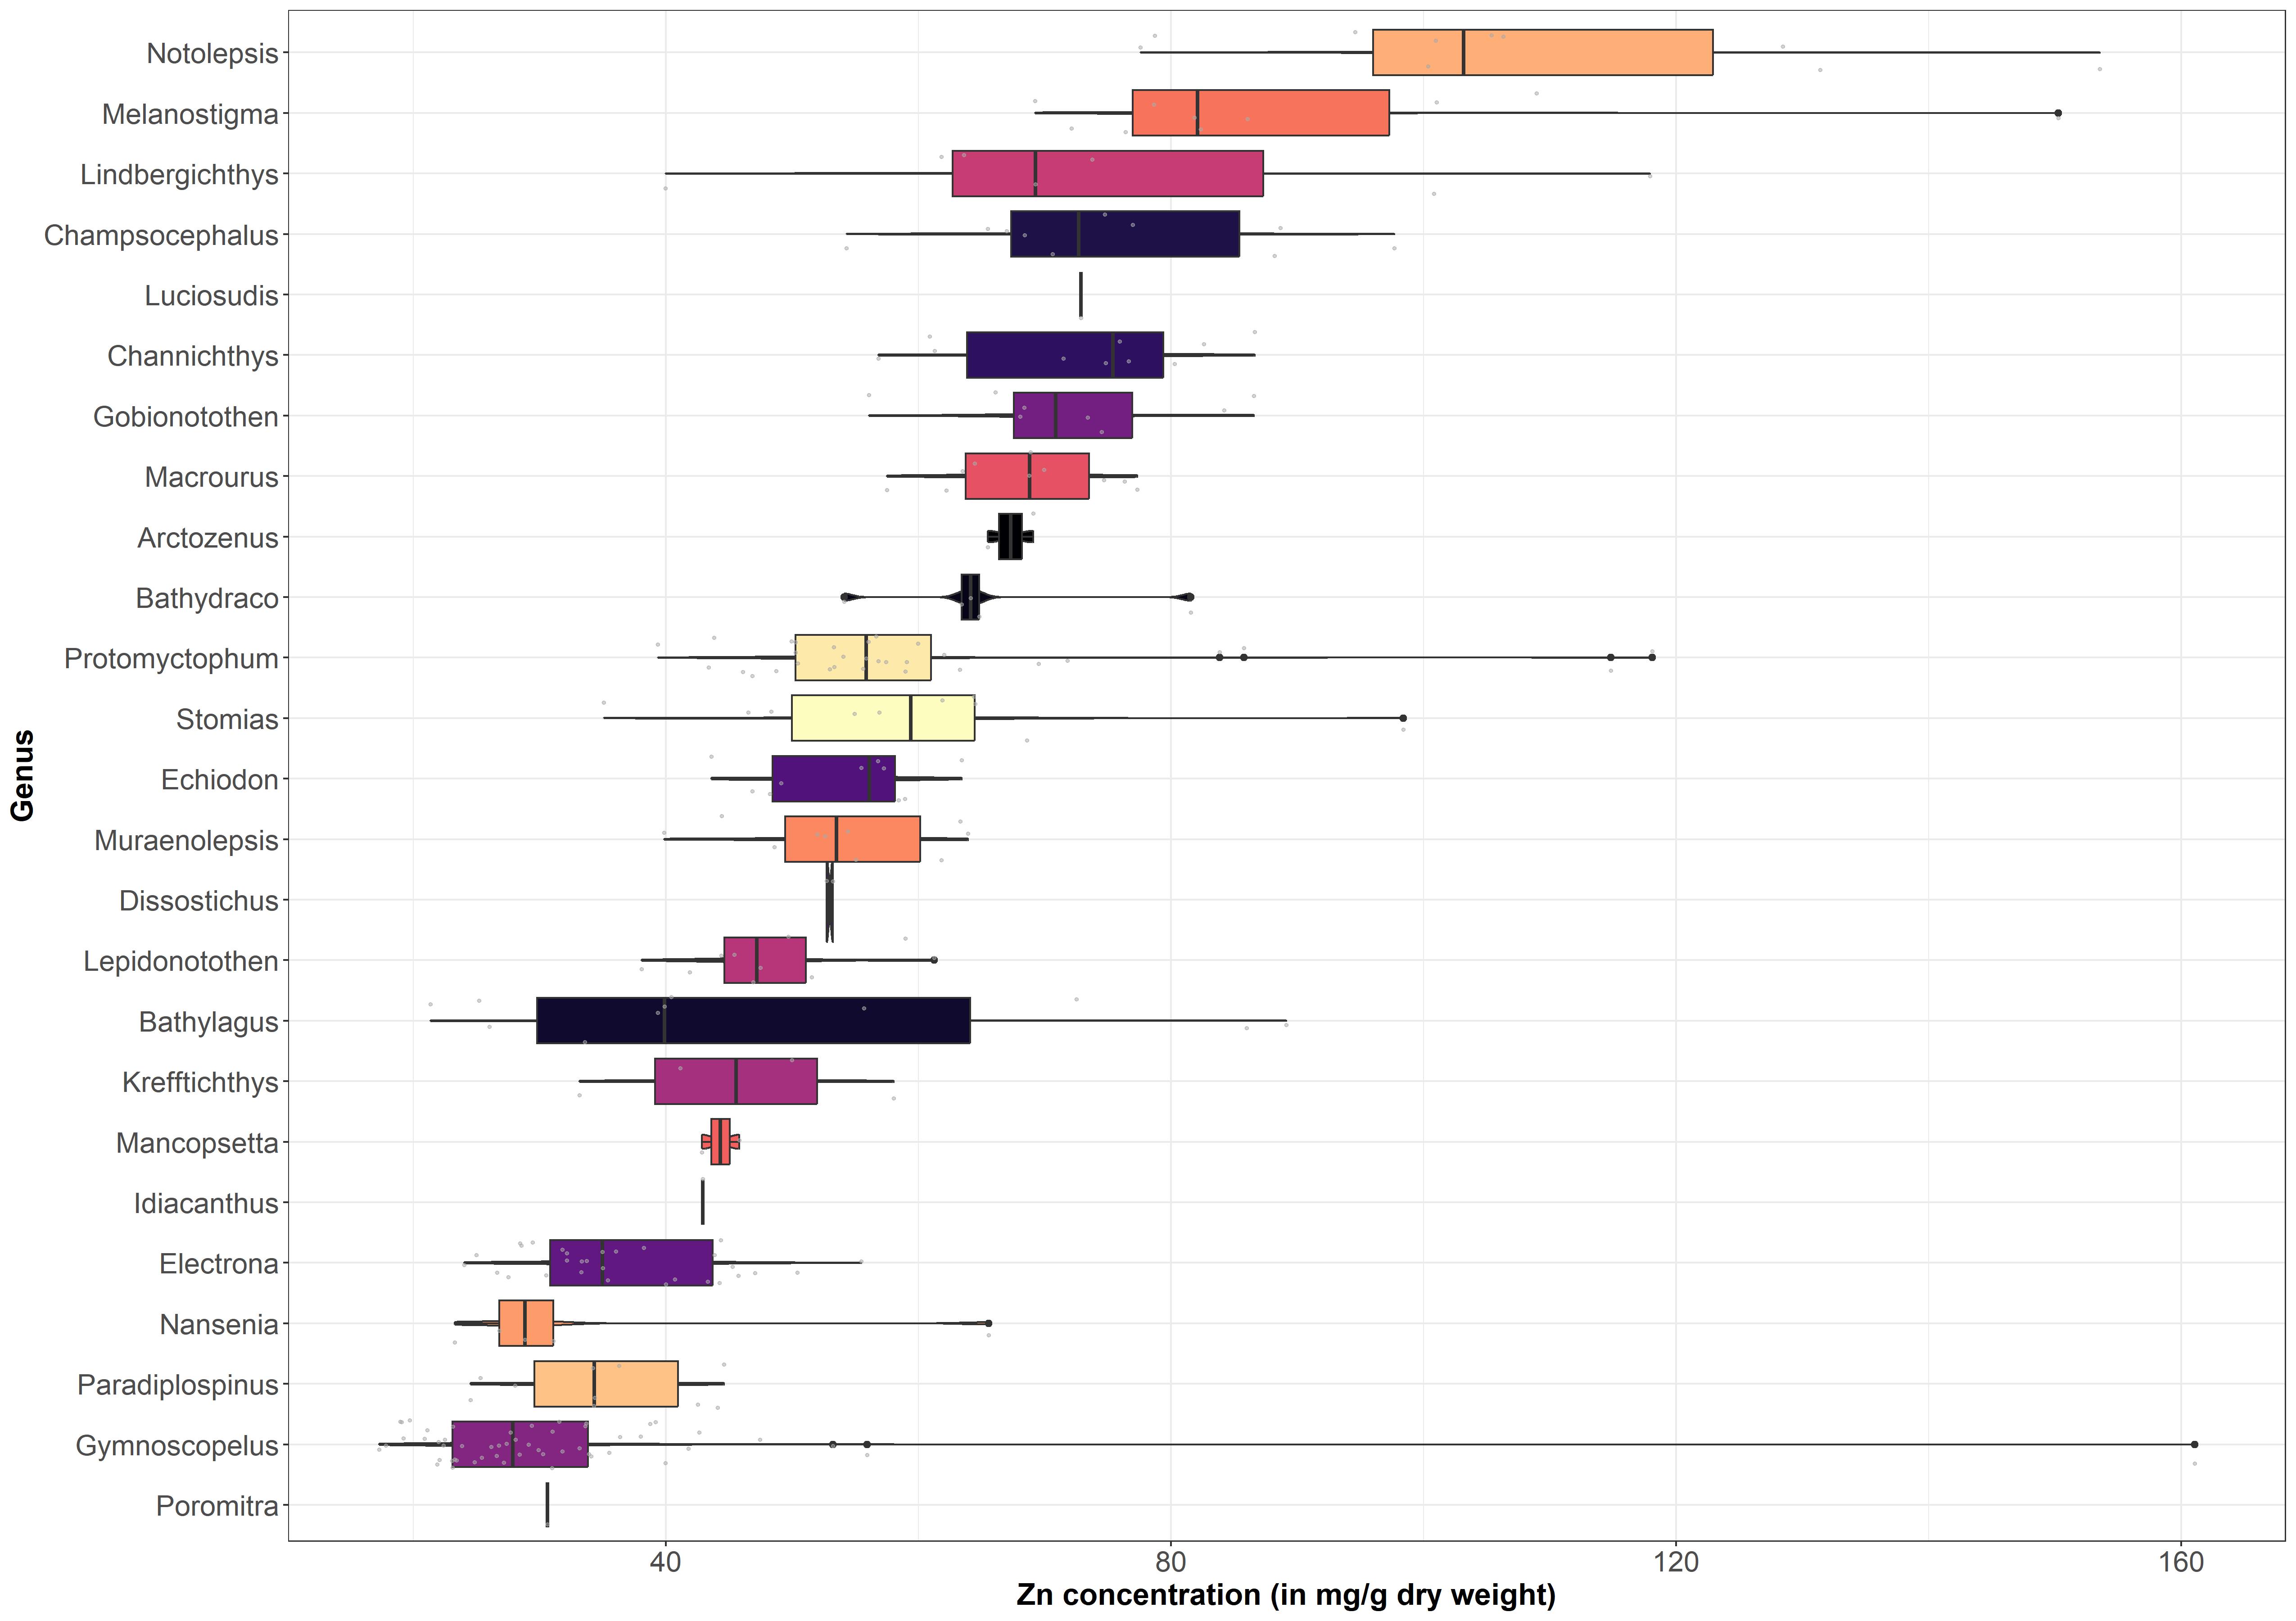 Notolepsis
Melanostigma
Lindbergichthys
Champsocephalus
Luciosudis
Channichthys
Gobionotothen
Macrourus
Arctozenus
Bathydraco
Protomyctophum
Stomias
Echiodon
Muraenolepsis
Dissostichus
Lepidonotothen
Bathylagus
Krefftichthys
Mancopsetta
Idiacanthus
Electrona
Nansenia
Paradiplospinus
Gymnoscopelus
Poromitra
Genus
40 80 120 160
Zn concentration (in mg/g dry weight)